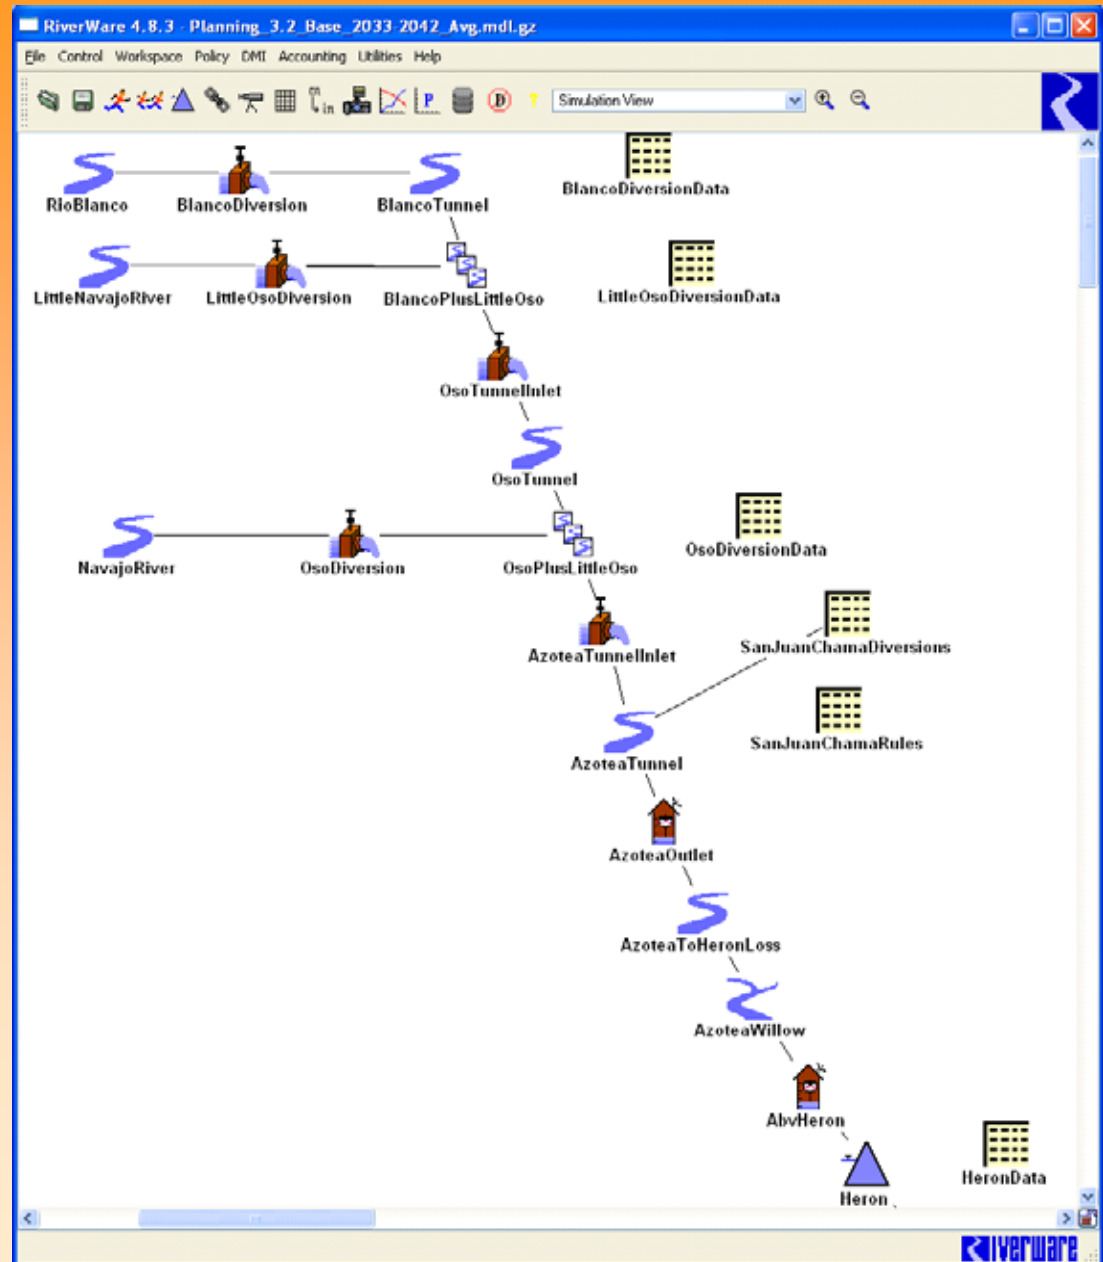 RiverWare 4.8.3 - Planning_3.2_Base_2033-2042_Avg.mdl.gz
File Control Workspace Policy DMI Accounting Utilities Help
in P D ? Simulation View
BlancoDiversionData
RioBlanco BlancoDiversion BlancoTunnel
LittleNavajoRiver LittleOsoDiversion BlancoPlusLittleOso LittleOsoDiversionData
OsoTunnelInlet
OsoTunnel
OsoDiversionData
NavajoRiver OsoDiversion OsoPlusLittleOso
SanJuanChamaDiversions
AzoteaTunnelInlet
SanJuanChamaRules
AzoteaTunnel
AzoteaOutlet
AzoteaToHeronLoss
AzoteaWillow
AbvHeron
HeronData
Heron
Riverware